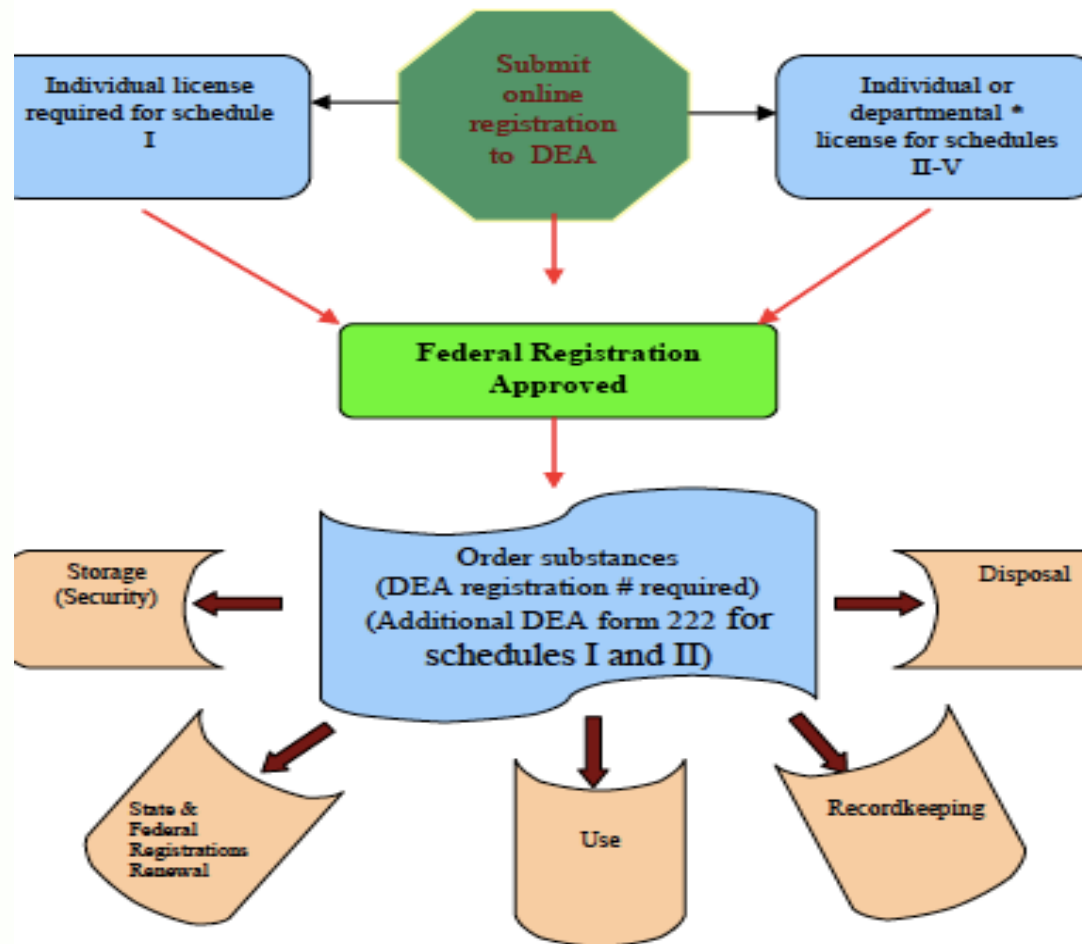 Submit
online
registration
to DEA
Individual license
required for schedule
I
Individual or
departmental *
license for schedules
II-V
Federal Registration
Approved
Order substances
(DEA registration # required)
(Additional DEA form 222 for
schedules I and II)
Storage
(Security)
Disposal
State &
Federal
Registrations
Renewal
Use
Recordkeeping